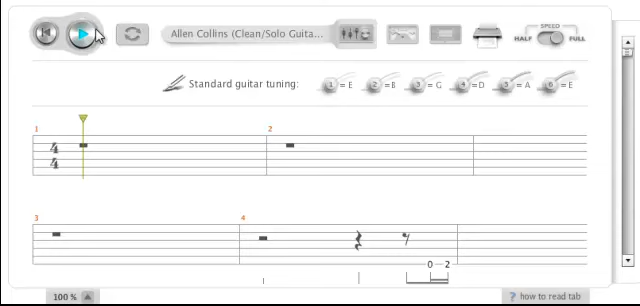 Allen Collins (Clean/Solo Guita...
SPEED
HALF FULL
Standard guitar tuning: 1 = E 2 = B 3 = G 4 = D 5 = A 6 = E
1 2
4
4
3 4
0 2
100 % ? how to read tab